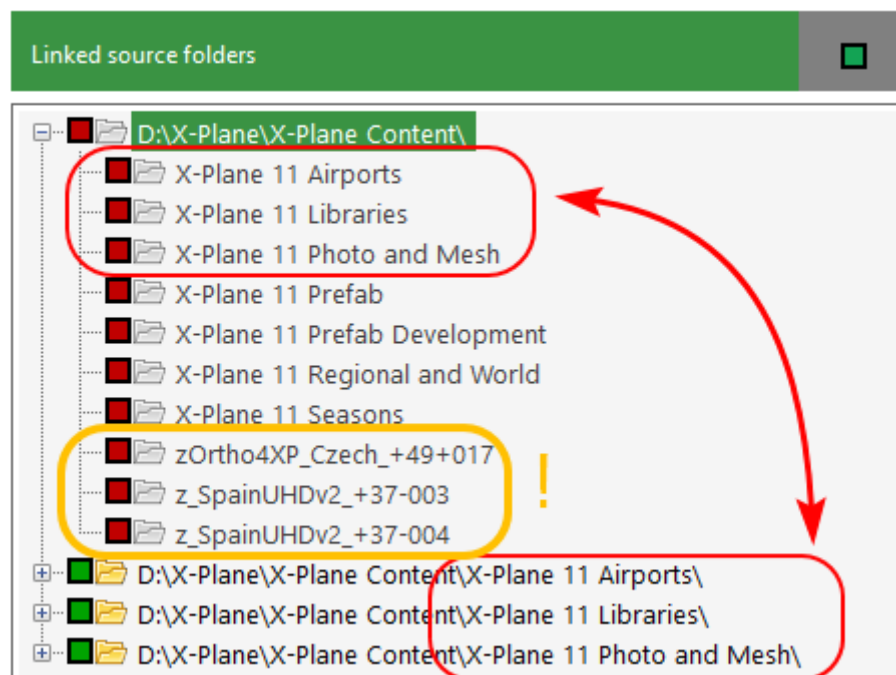 Linked source folders
D:\X-Plane\X-Plane Content\
X-Plane 11 Airports
X-Plane 11 Libraries
X-Plane 11 Photo and Mesh
X-Plane 11 Prefab
X-Plane 11 Prefab Development
X-Plane 11 Regional and World
X-Plane 11 Seasons
zOrtho4XP_Czech_+49+017
z_SpainUHDv2_+37-003
!
z_SpainUHDv2_+37-004
D:\X-Plane\X-Plane Content\X-Plane 11 Airports\
D:\X-Plane\X-Plane Content\X-Plane 11 Libraries\
D:\X-Plane\X-Plane Content\X-Plane 11 Photo and Mesh\